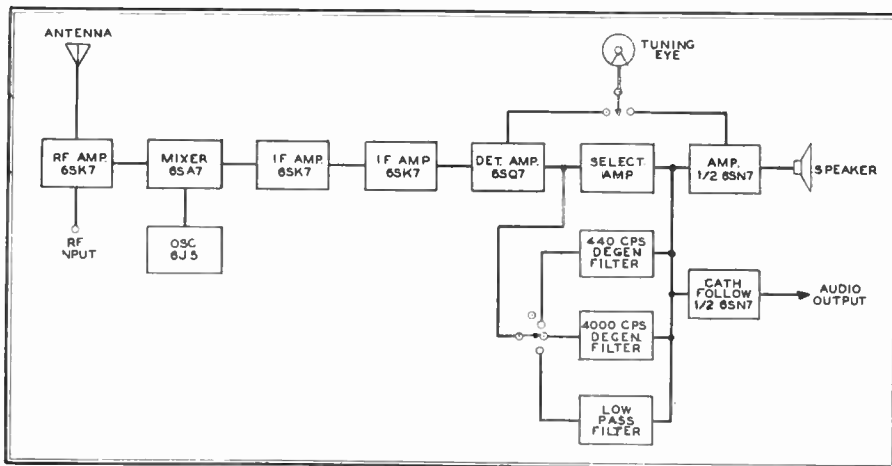 ANTENNA
TUNING
EYE
RF AMP.
6SK7
MIXER
6SA7
IF AMP
6SK7
IF AMP
6SK7
DET. AMP.
6SQ7
SELECT
AMP
AMP.
1/2 6SN7
SPEAKER
RF
INPUT
OSC
6J5
440 CPS
DEGEN
FILTER
CATH
FOLLOW
1/2 6SN7
AUDIO
OUTPUT
4000 CPS
DEGEN.
FILTER
LOW
PASS
FILTER